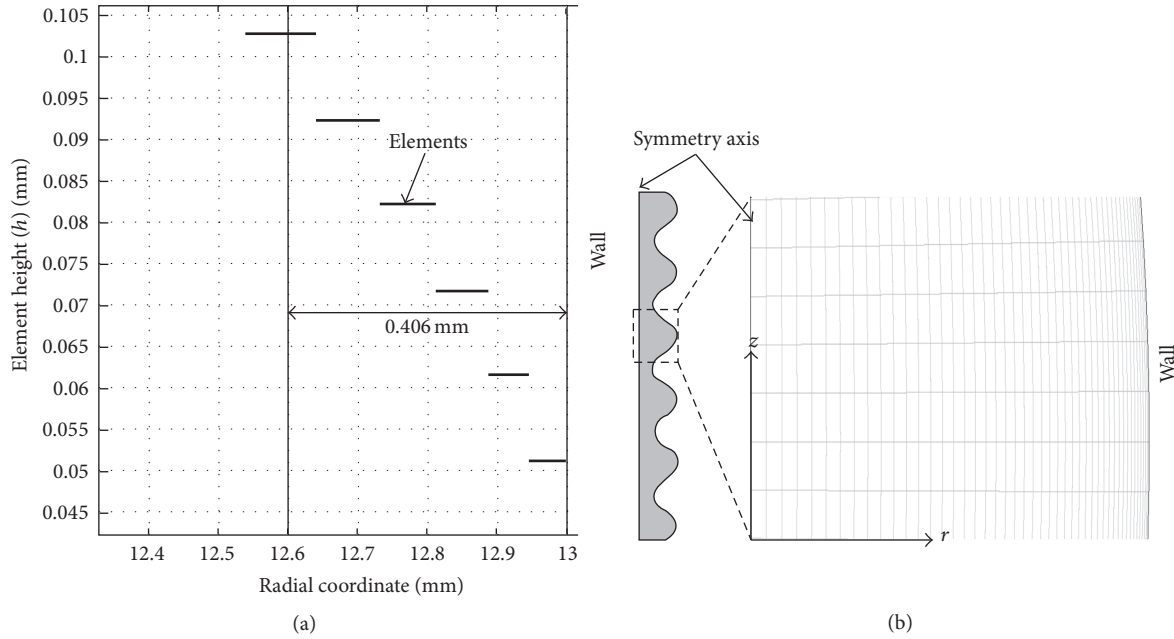 0.105
0.1
0.095
0.09
0.085
0.08
0.075
0.07
0.065
0.06
0.055
0.05
0.045
Element height (h) (mm)
Elements
0.406 mm
12.4
12.5
12.6
12.7
12.8
12.9
13
Radial coordinate (mm)
Wall
(a)
Symmetry axis
z
r
Wall
(b)